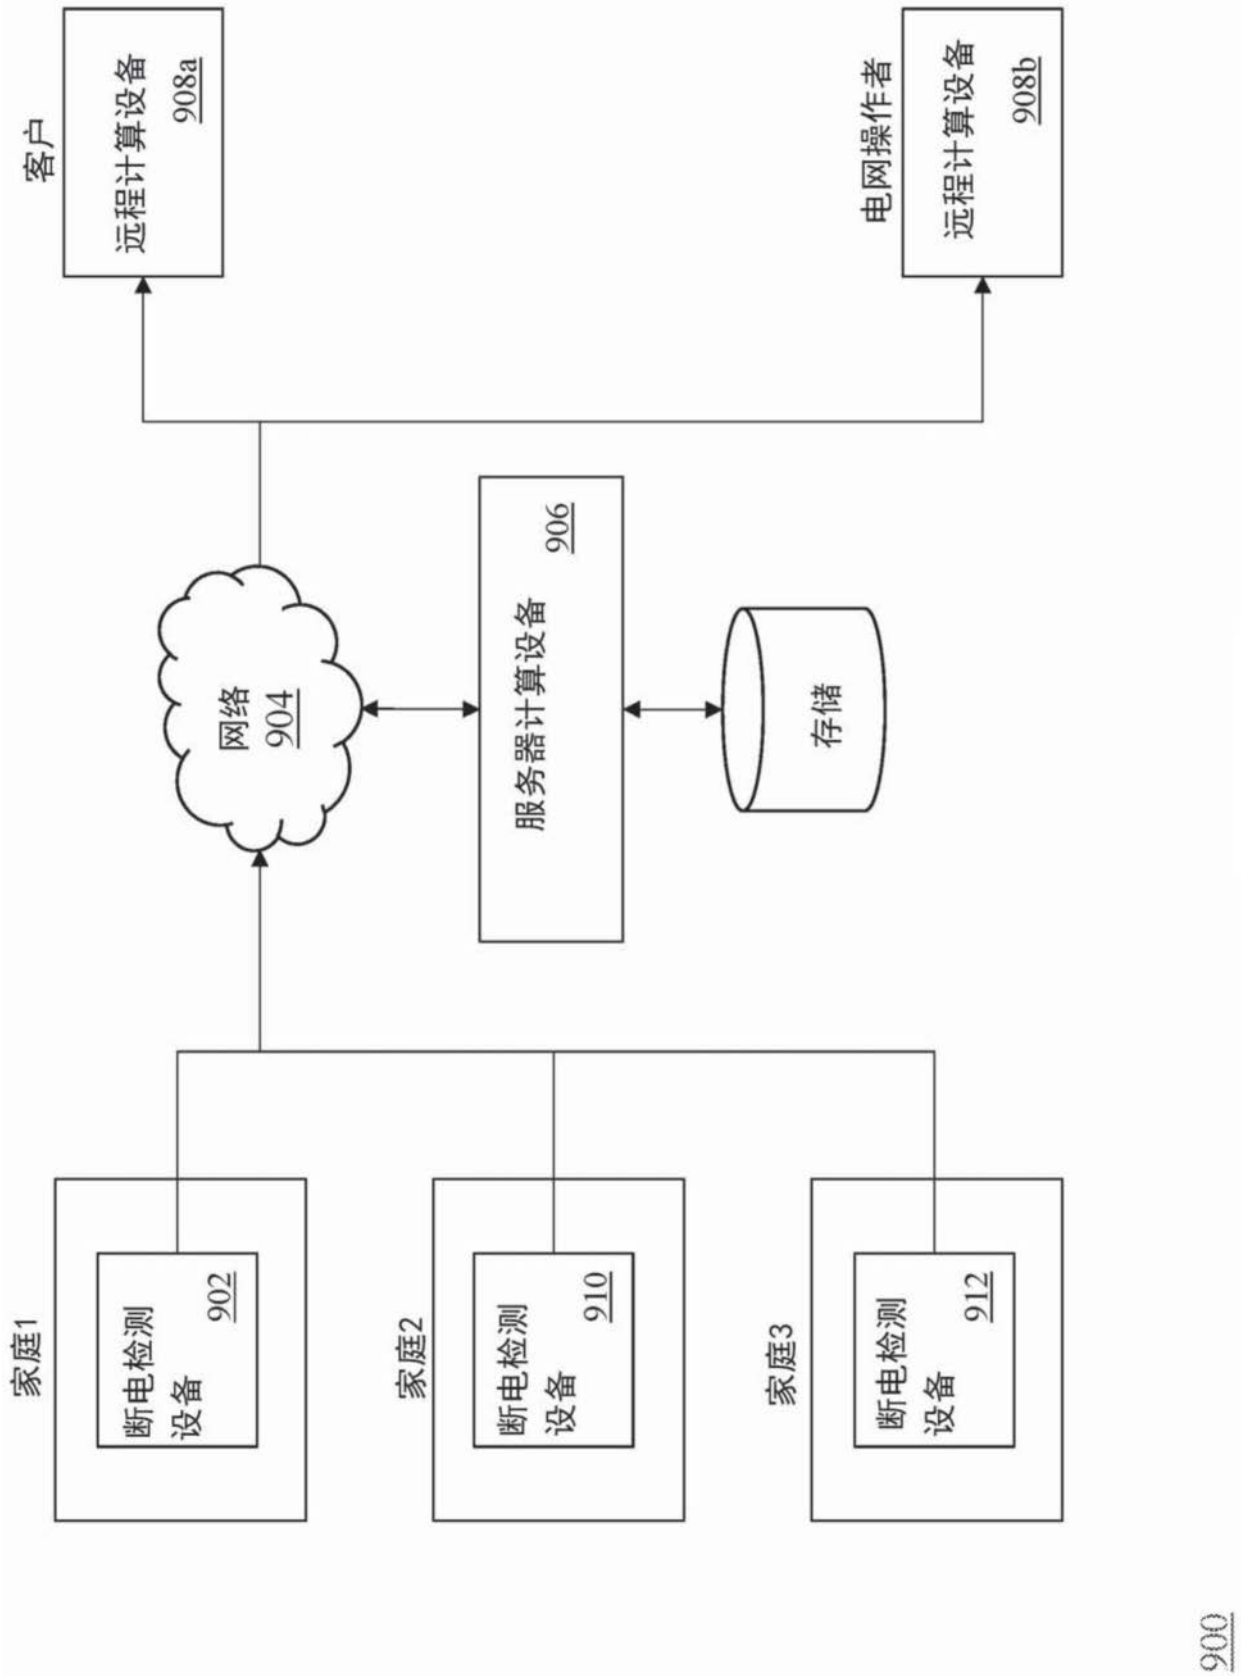 家庭1
断电检测
设备
902
家庭2
断电检测
设备
910
家庭3
断电检测
设备
912
网络
904
服务器计算设备
906
存储
客户
远程计算设备
908a
电网操作者
远程计算设备
908b
900